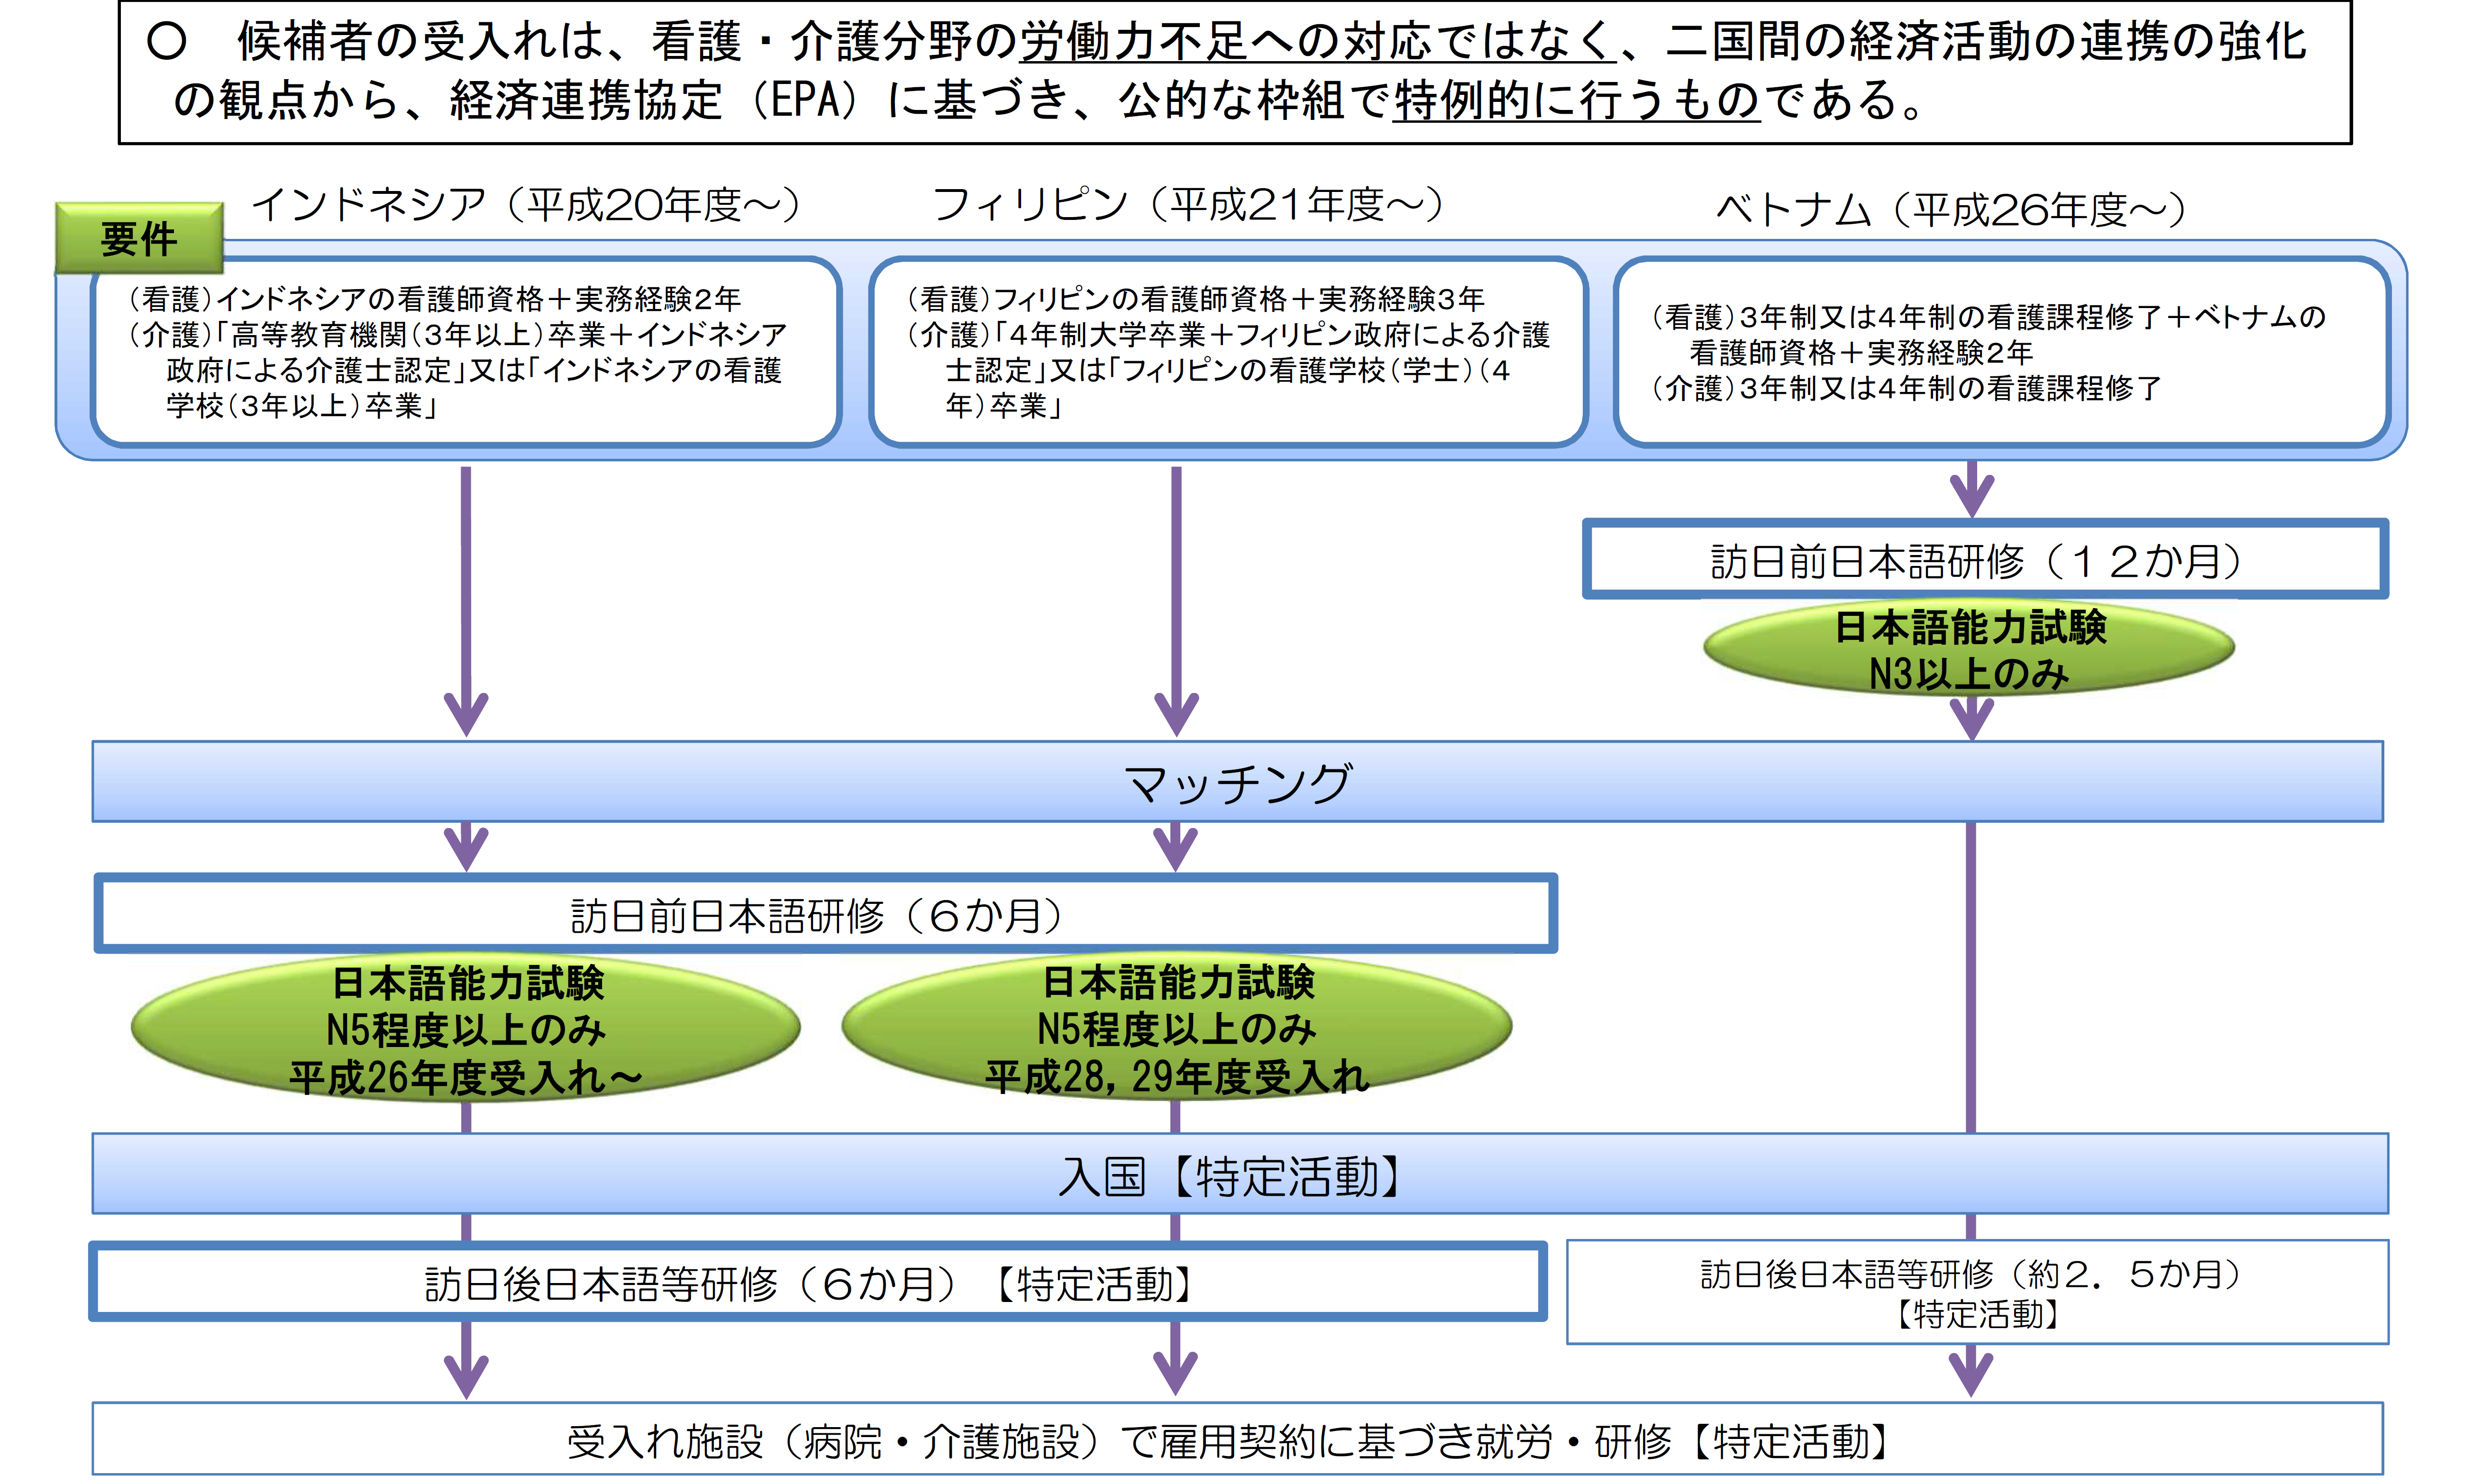 ○　候補者の受入れは、看護・介護分野の労働力不足への対応ではなく、二国間の経済活動の連携の強化
の観点から、経済連携協定（EPA）に基づき、公的な枠組で特例的に行うものである。
要件
インドネシア（平成20年度～）
フィリピン（平成21年度～）
ベトナム（平成26年度～）
（看護）インドネシアの看護師資格＋実務経験２年
（介護）「高等教育機関（３年以上）卒業＋インドネシア
政府による介護士認定」又は「インドネシアの看護
学校（３年以上）卒業」
（看護）フィリピンの看護師資格＋実務経験３年
（介護）「４年制大学卒業＋フィリピン政府による介護
士認定」又は「フィリピンの看護学校（学士）（４
年）卒業」
（看護）３年制又は４年制の看護課程修了＋ベトナムの
看護師資格＋実務経験２年
（介護）３年制又は４年制の看護課程修了
訪日前日本語研修（１２か月）
日本語能力試験
N3以上のみ
マッチング
訪日前日本語研修（６か月）
日本語能力試験
N5程度以上のみ
平成26年度受入れ～
日本語能力試験
N5程度以上のみ
平成28，29年度受入れ
入国【特定活動】
訪日後日本語等研修（６か月）【特定活動】
訪日後日本語等研修（約２．５か月）
【特定活動】
受入れ施設（病院・介護施設）で雇用契約に基づき就労・研修【特定活動】